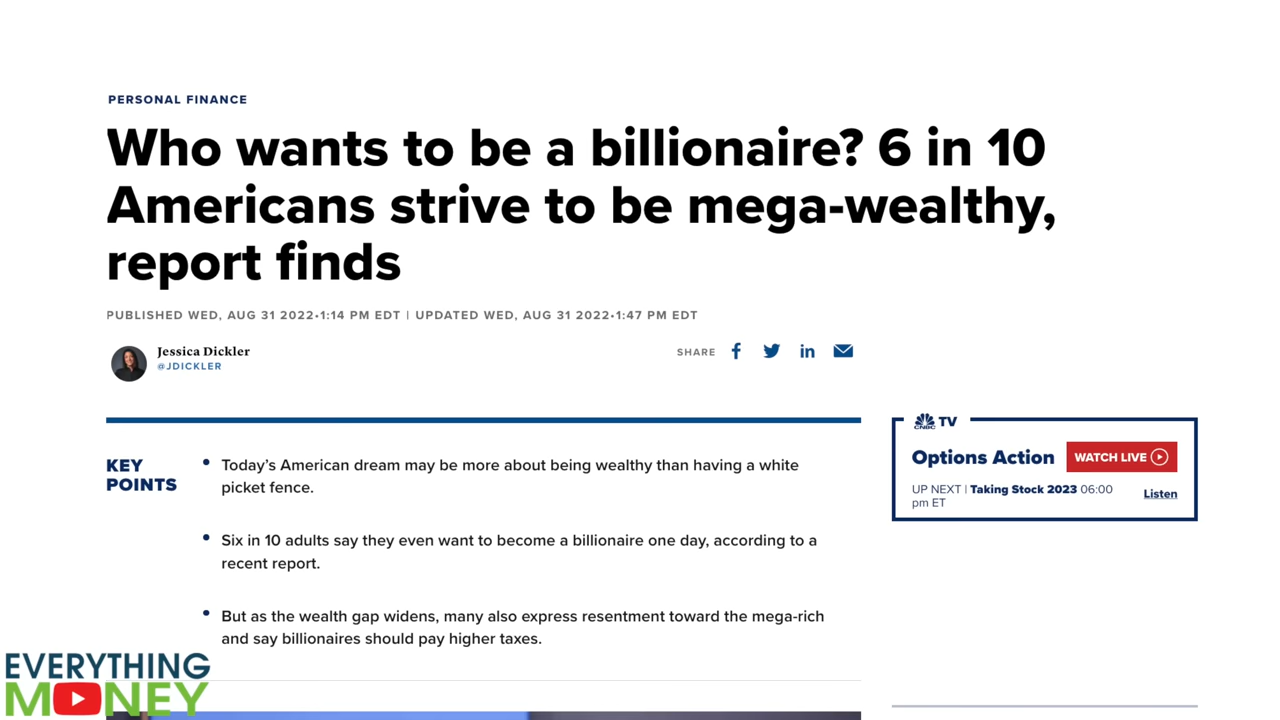 PERSONAL FINANCE
Who wants to be a billionaire? 6 in 10
Americans strive to be mega-wealthy,
report finds
PUBLISHED WED, AUG 31 2022•1:14 PM EDT | UPDATED WED, AUG 31 2022•1:47 PM EDT
Jessica Dickler
@JDICKLER
SHARE f in
KEY
POINTS
• Today’s American dream may be more about being wealthy than having a white
picket fence.
• Six in 10 adults say they even want to become a billionaire one day, according to a
recent report.
• But as the wealth gap widens, many also express resentment toward the mega-rich
and say billionaires should pay higher taxes.
CNBC TV
Options Action WATCH LIVE
UP NEXT | Taking Stock 2023 06:00
pm ET
Listen
EVERYTHING
MONEY